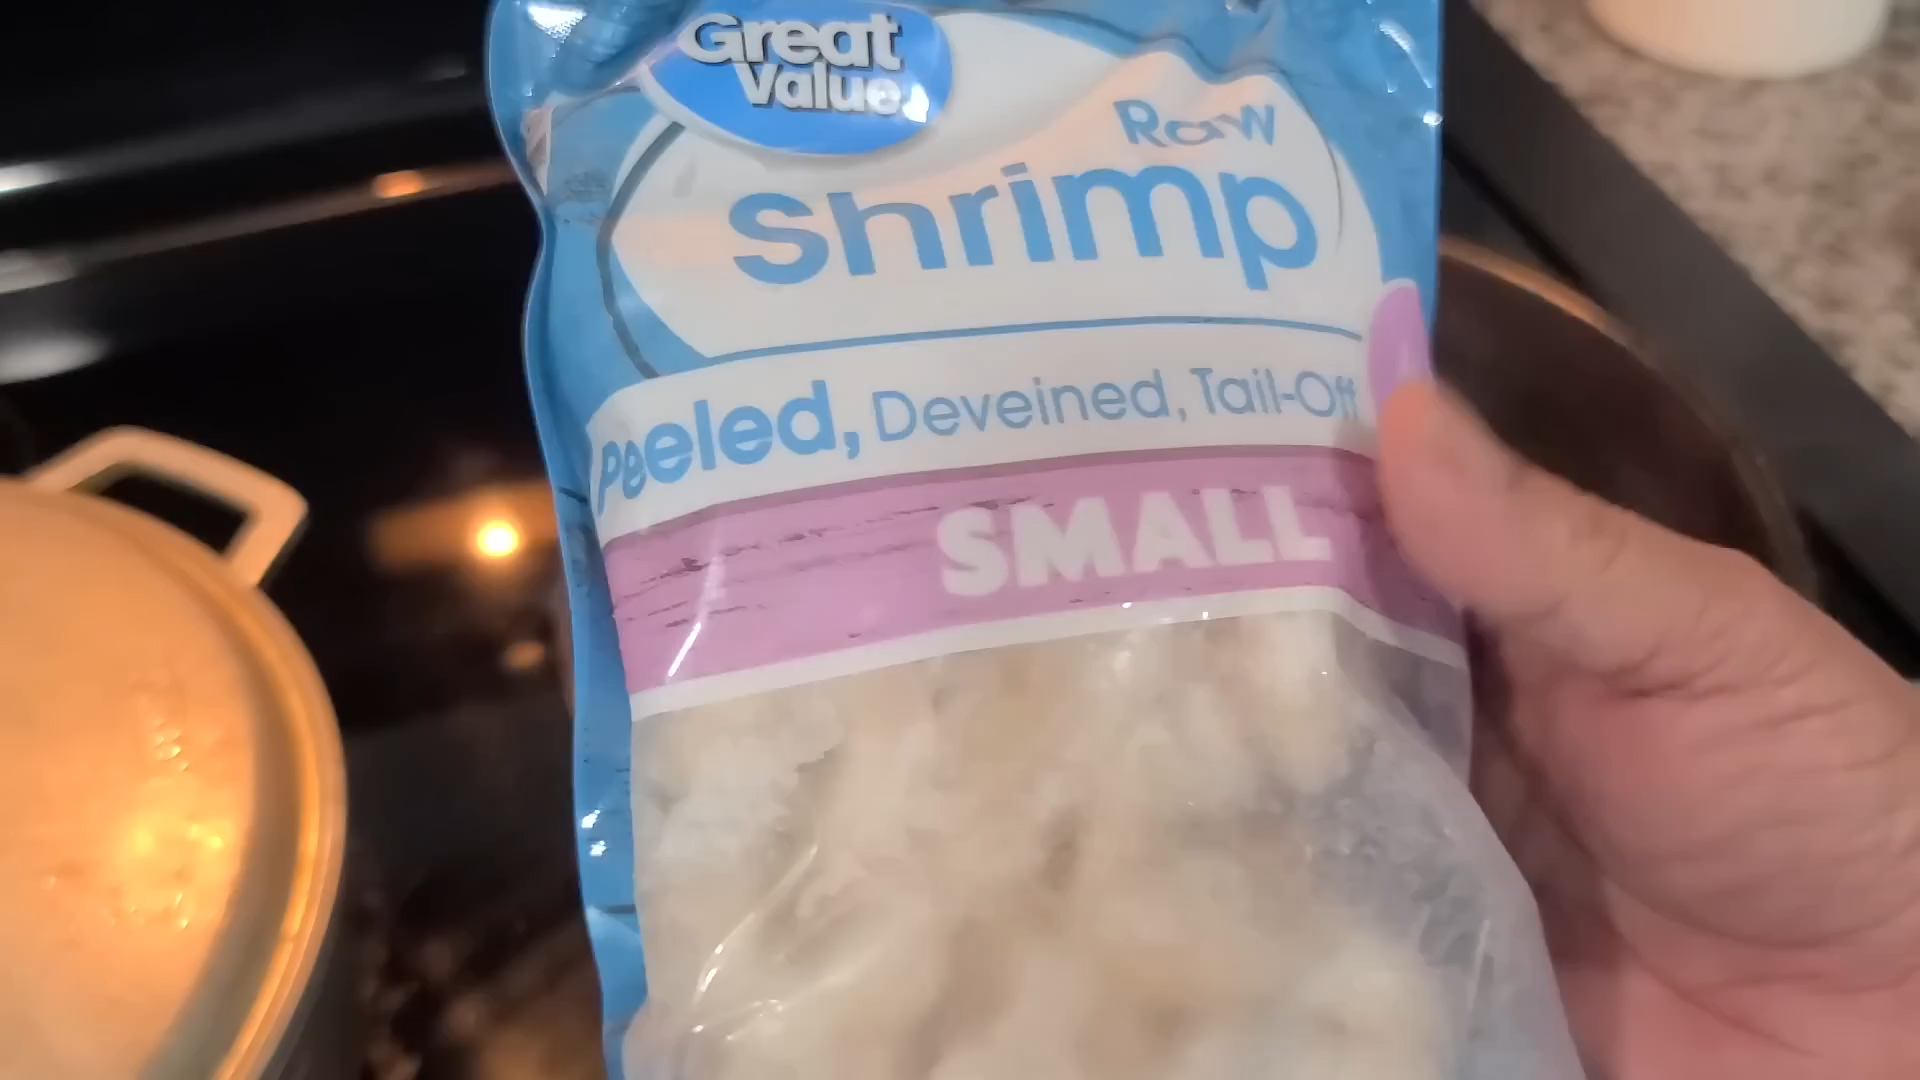 Great
Value
Raw
Shrimp
Peeled, Deveined, Tail-Off
SMALL